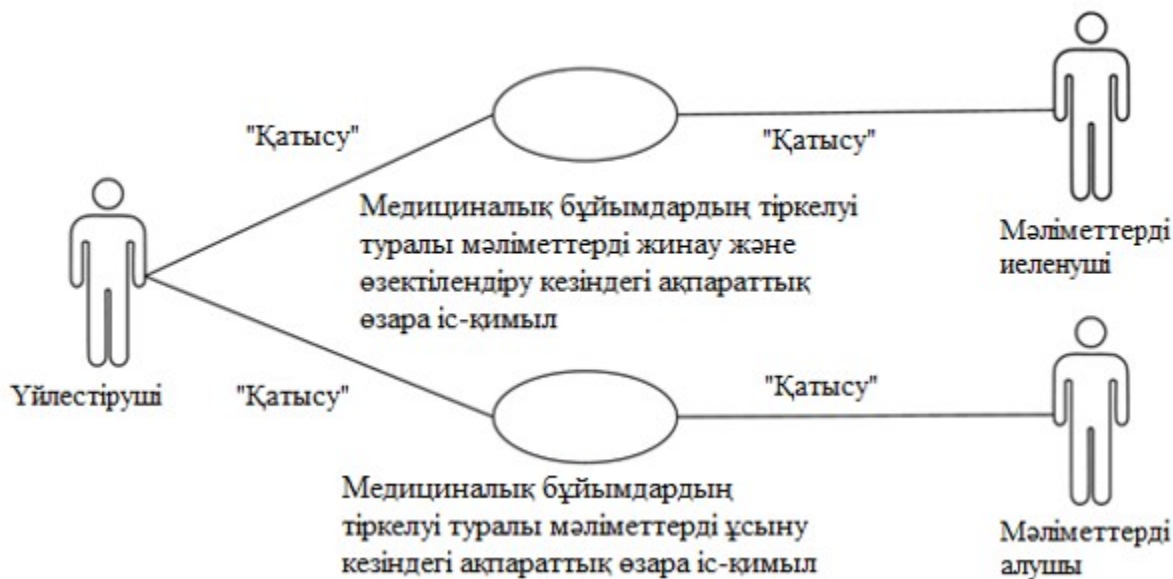 "Қатысу"
"Қатысу"
Медициналық бұйымдардың тіркелуі
туралы мәліметтерді жинау және
өзектілендіру кезіндегі ақпараттық
өзара іс-қимыл
Мәліметтерді
иеленуші
Үйлестіруші
"Қатысу"
"Қатысу"
Медициналық бұйымдардың
тіркелуі туралы мәліметтерді ұсыну
кезіндегі ақпараттық өзара іс-қимыл
Мәліметтерді
алушы